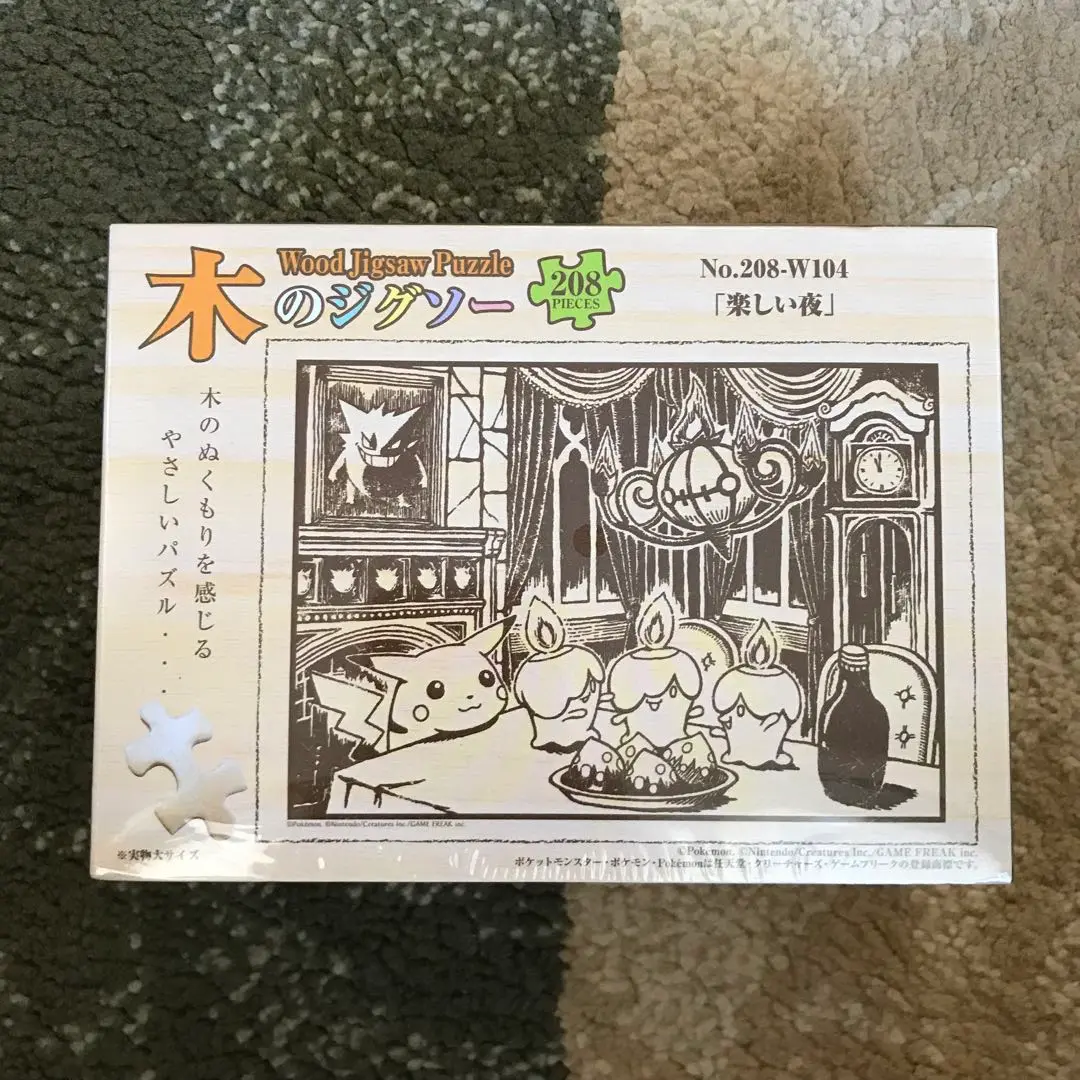 木
Wood Jigsaw Puzzle
のジグソー
208
PIECES
No.208-W104
「楽しい夜」
木のぬくもりを感じる
やさしいパズル・・・
©Pokémon. ©Nintendo/Creatures Inc./GAME FREAK inc.
※実物大サイズ
©Pokémon. ©Nintendo/Creatures Inc./GAME FREAK inc.
ポケットモンスター・ポケモン・Pokémonは任天堂・クリーチャーズ・ゲームフリークの登録商標です。